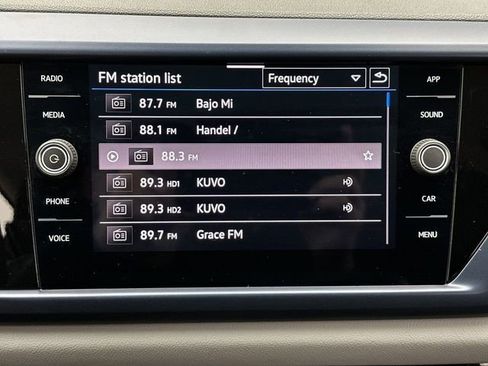 RADIO
FM station list
Frequency
APP
87.7 FM Bajo Mi
MEDIA
SOUND
88.1 FM Handel /
88.3 FM
89.3 HD1 KUVO
PHONE
CAR
89.3 HD2 KUVO
VOICE
89.7 FM Grace FM
MENU